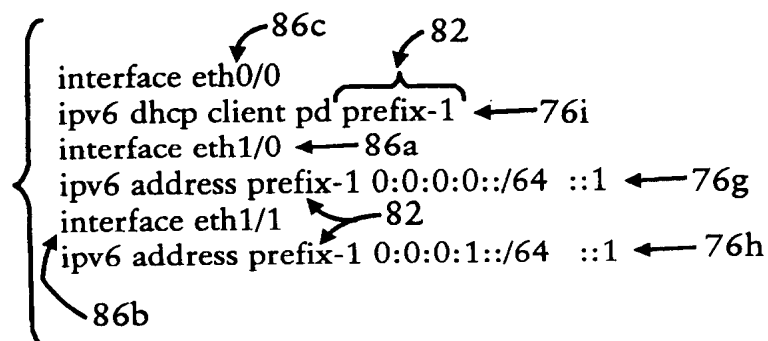 86c 82
interface eth0/0
ipv6 dhcp client pd prefix-1 76i
interface eth1/0 86a
ipv6 address prefix-1 0:0:0:0::/64 ::1 76g
interface eth1/1 82
ipv6 address prefix-1 0:0:0:1::/64 ::1 76h
86b